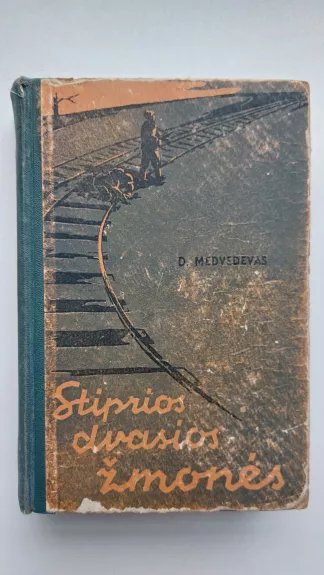 D. MEDVEDEVAS
Stiprios
dvasios
žmonės